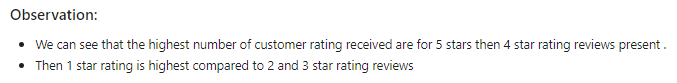 Observation:
• We can see that the highest number of customer rating received are for 5 stars then 4 star rating reviews present .
• Then 1 star rating is highest compared to 2 and 3 star rating reviews